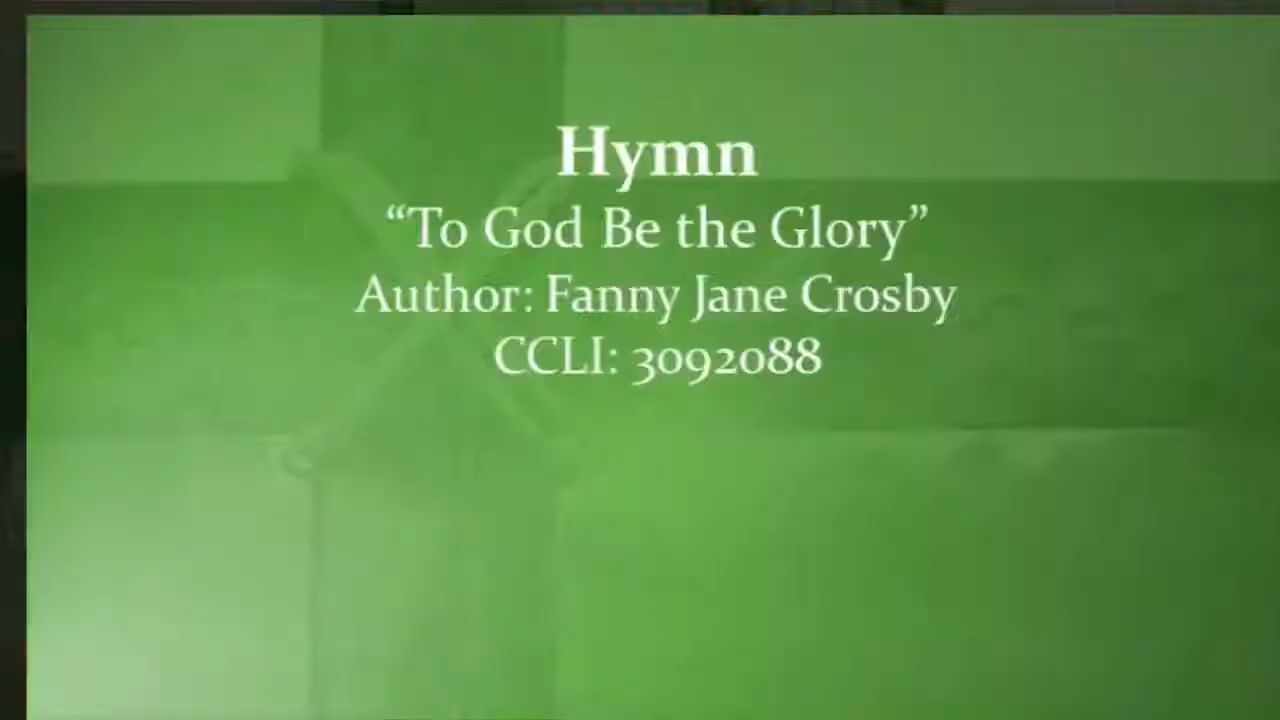 Hymn
“To God Be the Glory”
Author: Fanny Jane Crosby
CCLI: 3092088